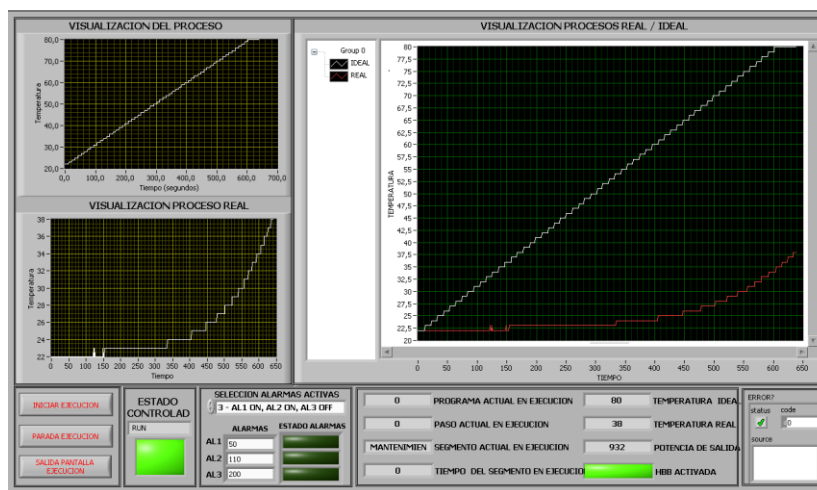 VISUALIZACION DEL PROCESO
80,0
70,0
60,0
50,0
40,0
30,0
20,0
Temperatura
0,0 100,0 200,0 300,0 400,0 500,0 600,0 700,0
Tiempo (segundos)
VISUALIZACION PROCESO REAL
38
36
34
32
30
28
26
24
22
Temperatura
0 50 100 150 200 250 300 350 400 450 500 550 600 650
Tiempo
VISUALIZACION PROCESOS REAL / IDEAL
Group 0
IDEAL
REAL
80
77,5
75
72,5
70
67,5
65
62,5
60
57,5
55
52,5
50
47,5
45
42,5
40
37,5
35
32,5
30
27,5
25
22,5
20
TEMPERATURA
0 50 100 150 200 250 300 350 400 450 500 550 600 650
TIEMPO
INICIAR EJECUCION
PARADA EJECUCION
SALIDA PANTALLA
EJECUCION
ESTADO
CONTROLAD
RUN
SELECCION ALARMAS ACTIVAS
3 - AL1 ON, AL2 ON, AL3 OFF
ALARMAS ESTADO ALARMAS
AL1 50
AL2 110
AL3 200
0 PROGRAMA ACTUAL EN EJECUCION 80 TEMPERATURA IDEAL
0 PASO ACTUAL EN EJECUCION 38 TEMPERATURA REAL
MANTENIMIEN SEGMENTO ACTUAL EN EJECUCION 932 POTENCIA DE SALID
0 TIEMPO DEL SEGMENTO EN EJECUCIO HBB ACTIVADA
ERROR?
status code
0
source